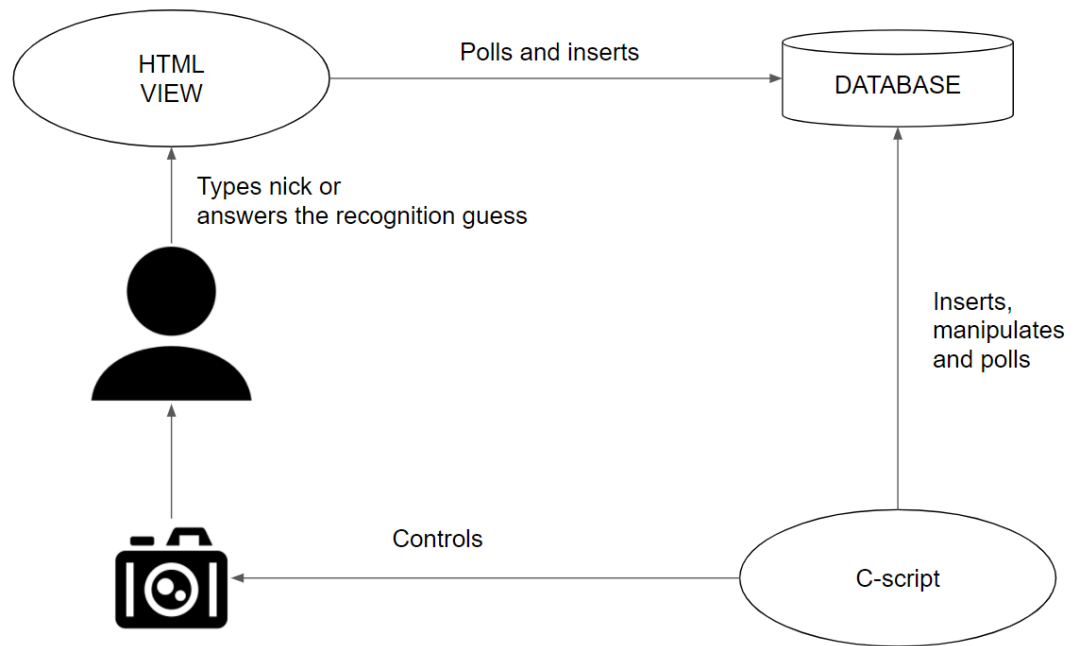 HTML
VIEW
Polls and inserts
DATABASE
Types nick or
answers the recognition guess
Inserts,
manipulates
and polls
Controls
C-script